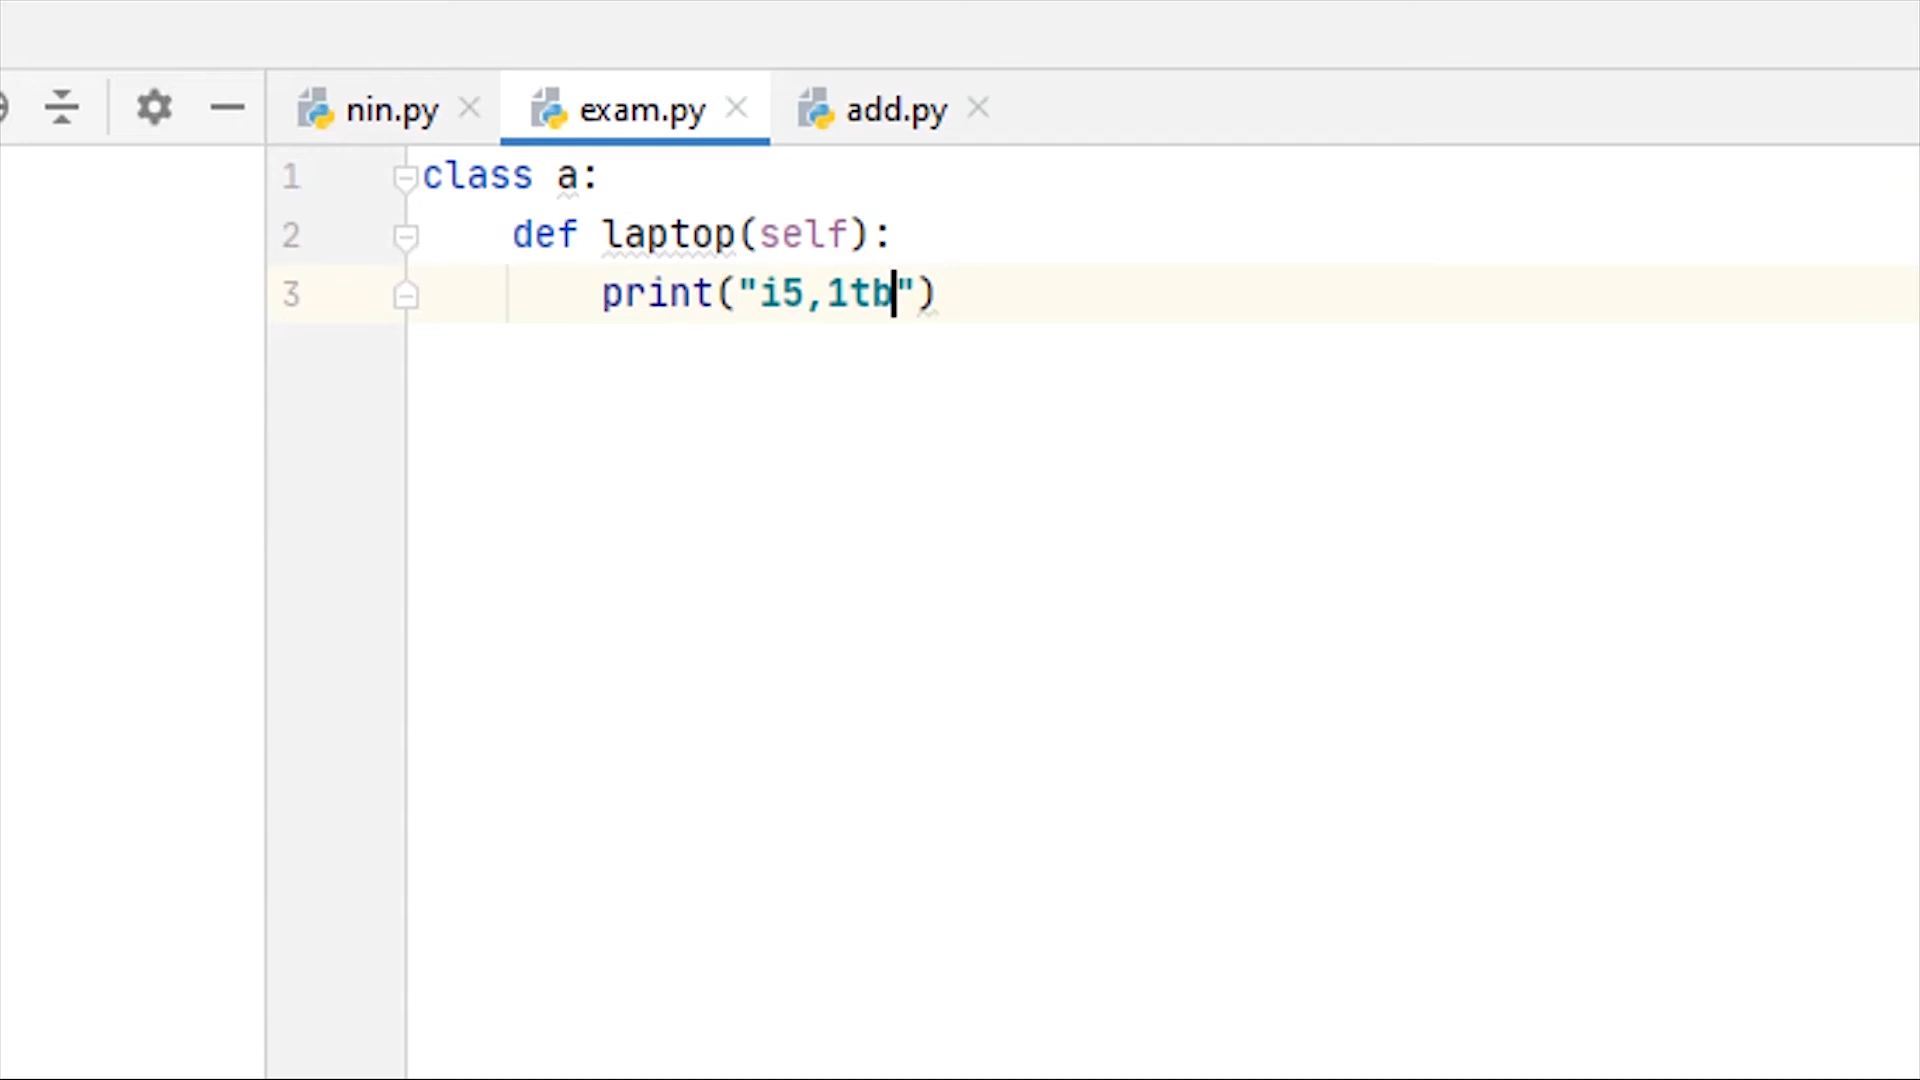 nin.py exam.py add.py
1 class a:
2 def laptop(self):
3 print("i5,1tb")